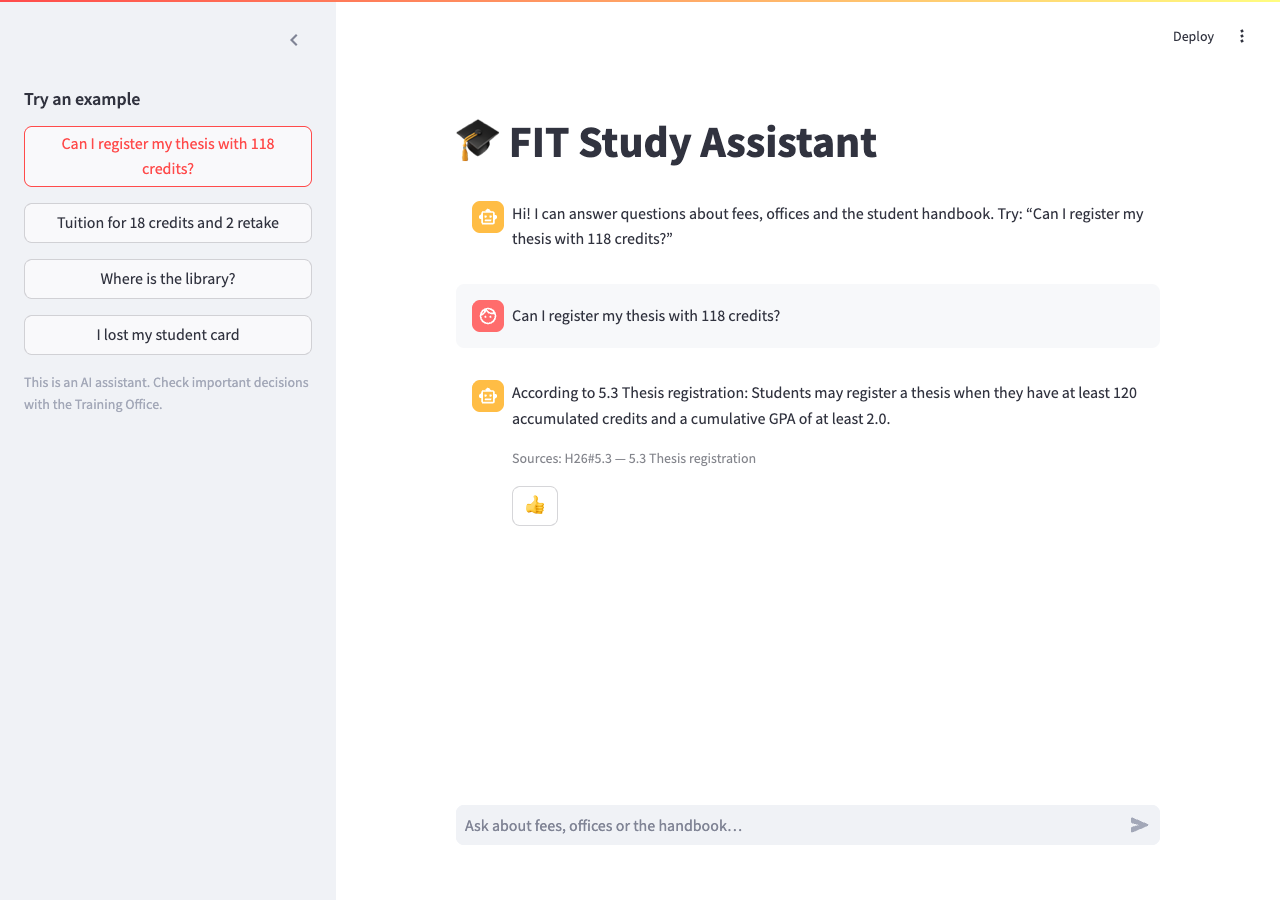 Deploy
Try an example
Can I register my thesis with 118
credits?
Tuition for 18 credits and 2 retake
Where is the library?
I lost my student card
This is an AI assistant. Check important decisions
with the Training Office.
FIT Study Assistant
Hi! I can answer questions about fees, offices and the student handbook. Try: “Can I register my
thesis with 118 credits?”
Can I register my thesis with 118 credits?
According to 5.3 Thesis registration: Students may register a thesis when they have at least 120
accumulated credits and a cumulative GPA of at least 2.0.
Sources: H26#5.3 — 5.3 Thesis registration
Ask about fees, offices or the handbook…